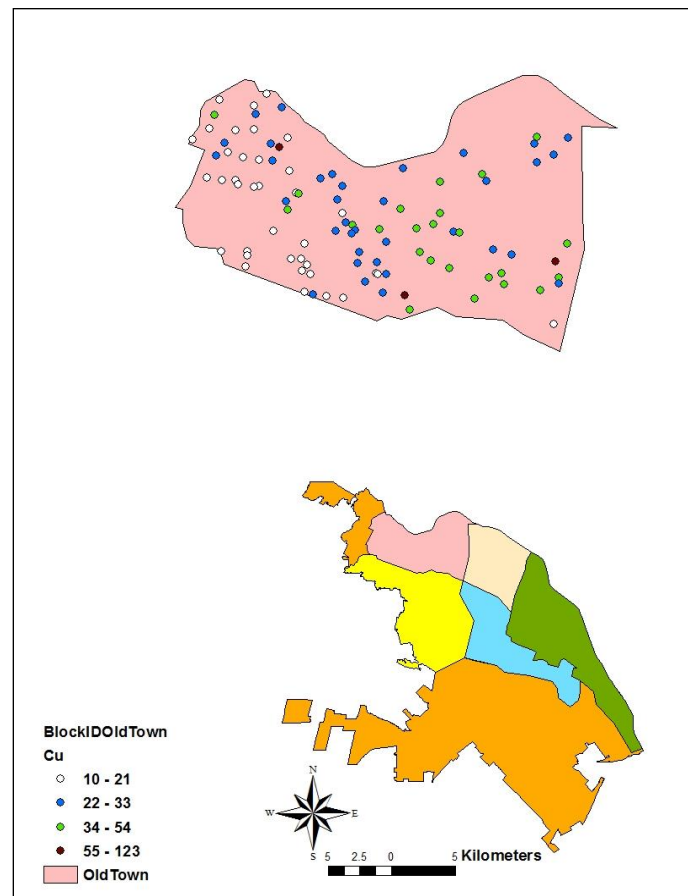 BlockIDOldTown
Cu
10 - 21
22 - 33
34 - 54
55 - 123
OldTown
N
W E
S
5 2.5 0 5 Kilometers